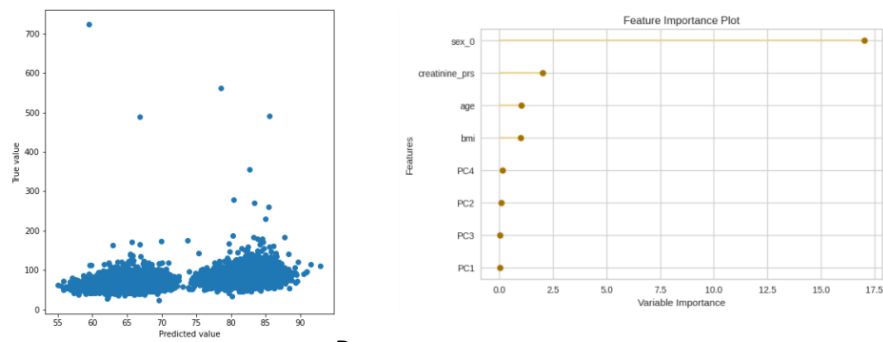 700
600
500
400
300
200
100
0
True value
55 60 65 70 75 80 85 90
Predicted value
Feature Importance Plot
sex_0
creatinine_prs
age
bmi
PC4
PC2
PC3
PC1
Features
0.0 2.5 5.0 7.5 10.0 12.5 15.0 17.5
Variable Importance